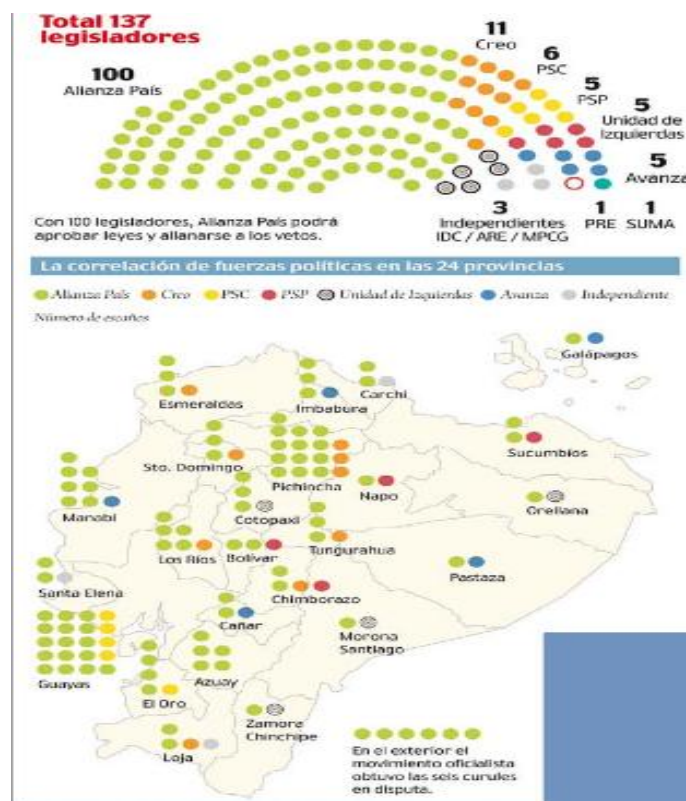 Total 137
legisladores
100
Alianza País
11
Creo
6
PSC
5
PSP
5
Unidad de
Izquierdas
5
Avanza
3
Independientes
IDC / ARE / MPCG
1
PRE
1
SUMA
Con 100 legisladores, Alianza País podrá
aprobar leyes y allanarse a los vetos.
La correlación de fuerzas políticas en las 24 provincias
Alianza País Creo PSC PSP Unidad de Izquierdas Avanza Independiente
Número de escaños
Galápagos
Esmeraldas
Imbabura
Carchi
Sto. Domingo
Pichincha
Sucumbios
Napo
Orellana
Manabí
Cotopaxi
Los Ríos
Bolívar
Tungurahua
Pastaza
Santa Elena
Chimborazo
Cañar
Morona
Santiago
Guayas
Azuay
El Oro
Zamora
Chinchipe
Loja
En el exterior el
movimiento oficialista
obtuvo las seis curules
en disputa.